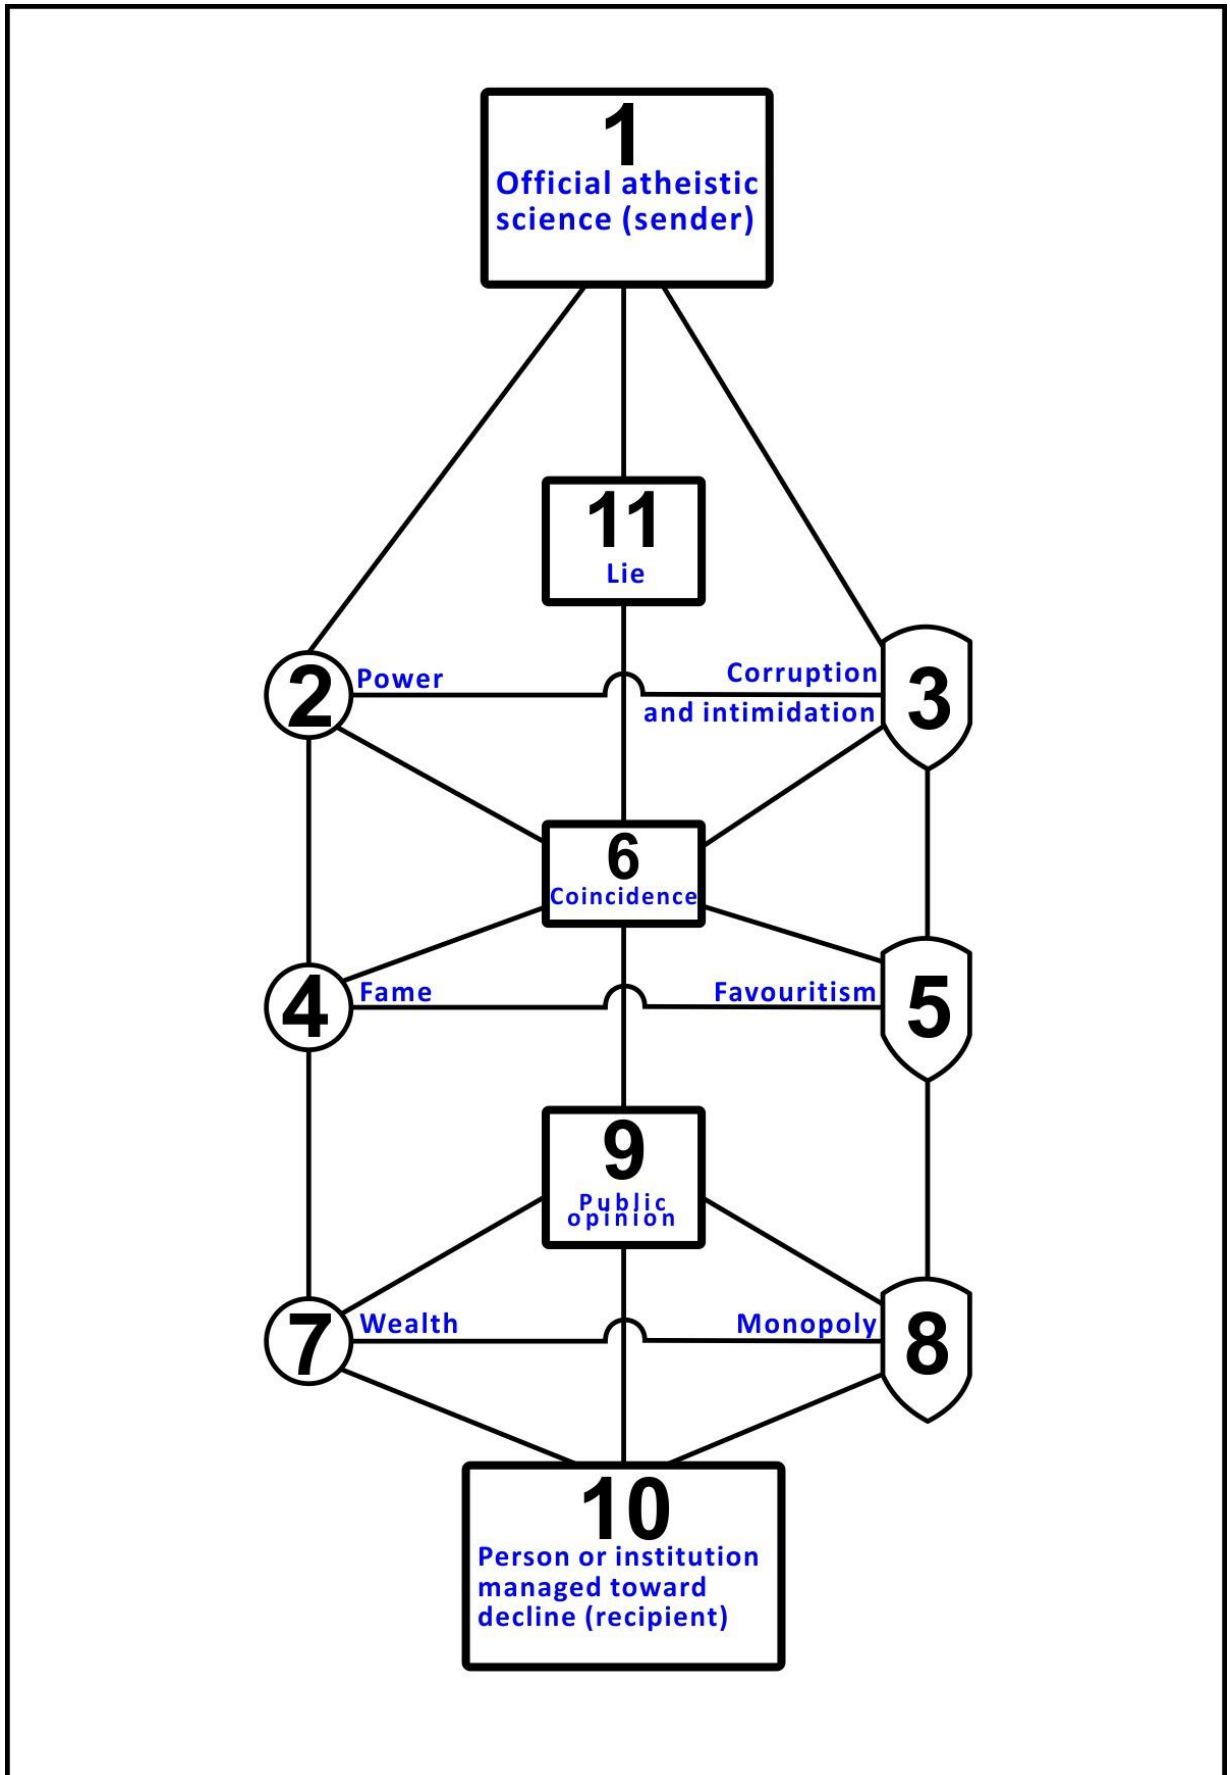 1
Official atheistic
science (sender)
11
Lie
2
Power
Corruption
and intimidation
3
6
Coincidence
4
Fame
Favouritism
5
9
Public
opinion
7
Wealth
Monopoly
8
10
Person or institution
managed toward
decline (recipient)